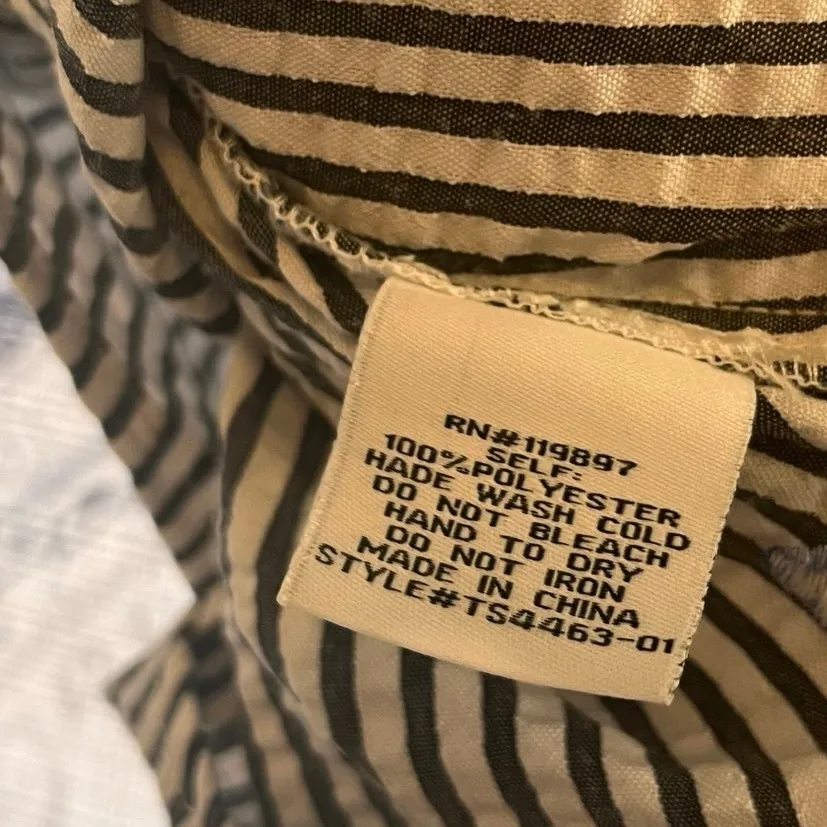 RN#119897
SELF:
100%POLYESTER
HADE WASH COLD
DO NOT BLEACH
HAND TO DRY
DO NOT IRON
MADE IN CHINA
STYLE#TS4463-01